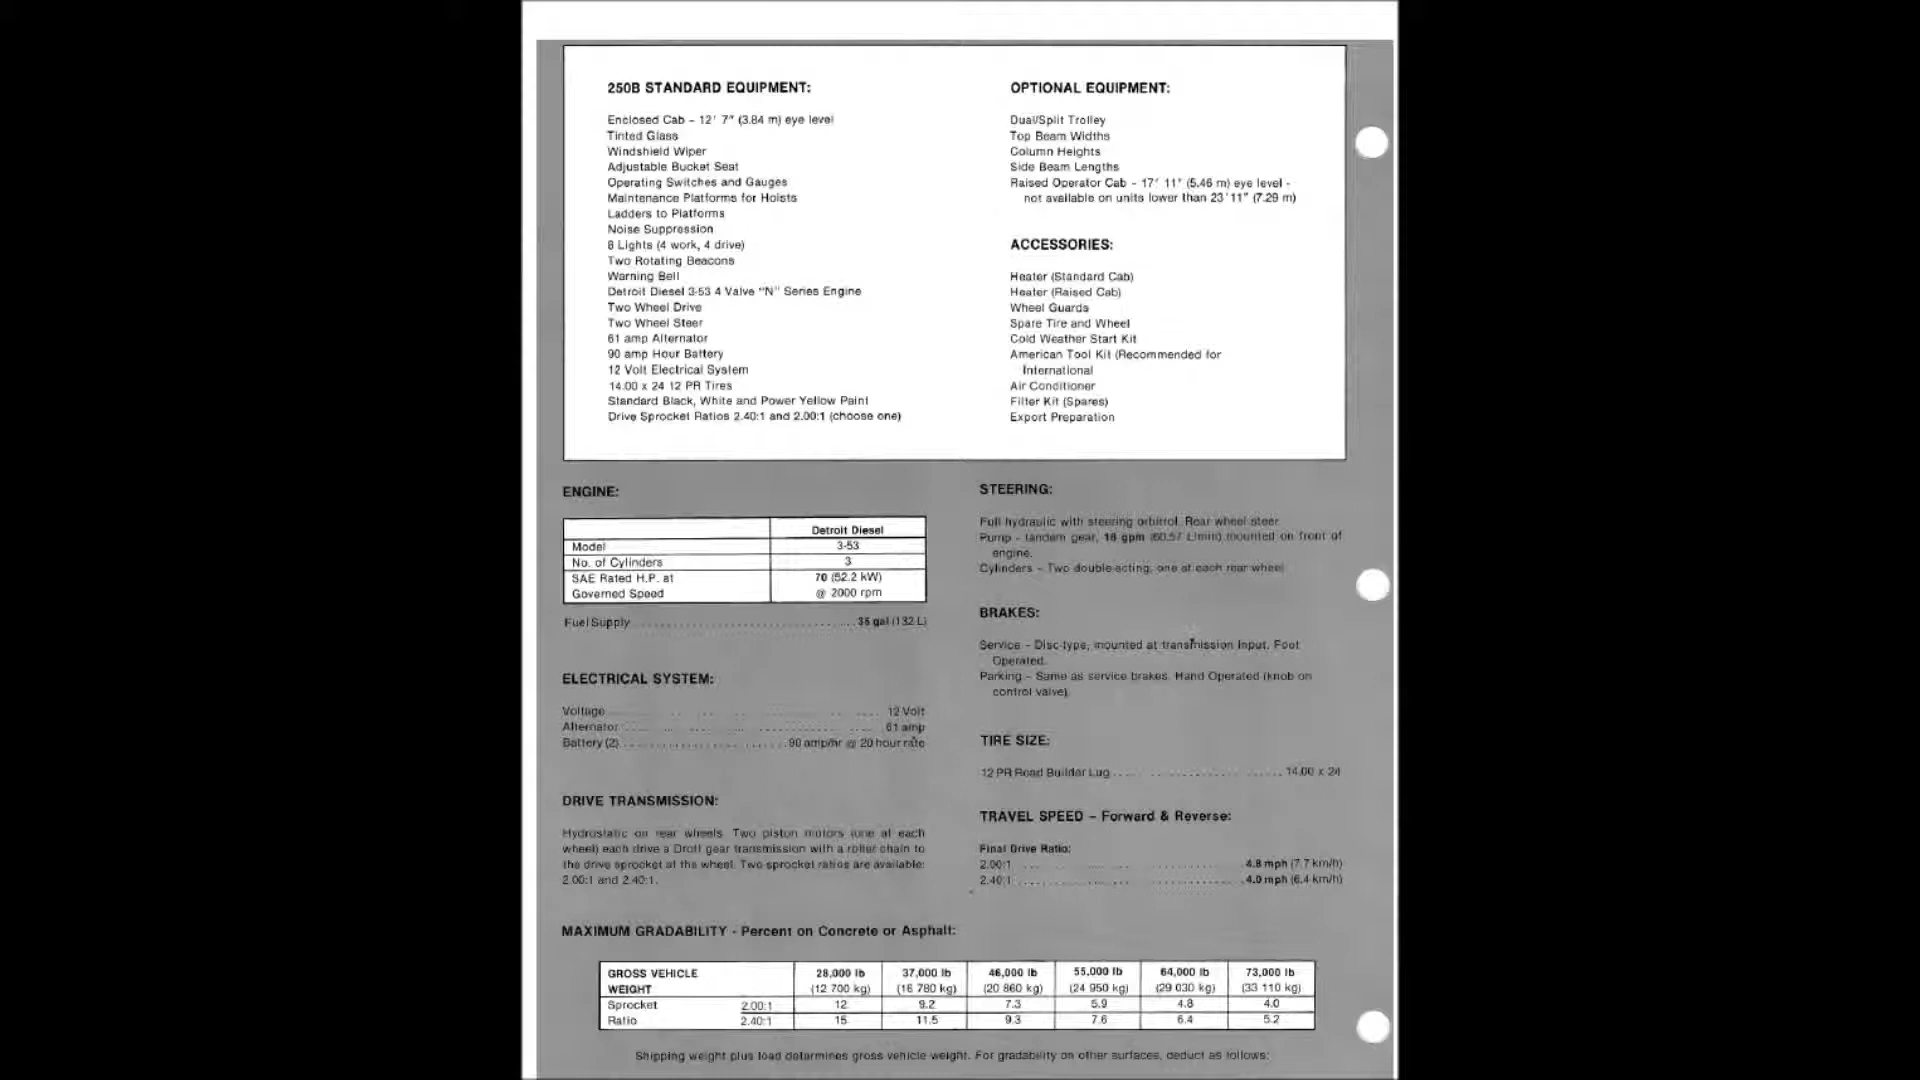 250B STANDARD EQUIPMENT:
Enclosed Cab – 12' 7" (3.84 m) eye level
Tinted Glass
Windshield Wiper
Adjustable Bucket Seat
Operating Switches and Gauges
Maintenance Platforms for Hoists
Ladders to Platforms
Noise Suppression
8 Lights (4 work, 4 drive)
Two Rotating Beacons
Warning Bell
Detroit Diesel 3-53 4 Valve "N" Series Engine
Two Wheel Drive
Two Wheel Steer
61 amp Alternator
90 amp Hour Battery
12 Volt Electrical System
14.00 x 24 12 PR Tires
Standard Black, White and Power Yellow Paint
Drive Sprocket Ratios 2.40:1 and 2.00:1 (choose one)
OPTIONAL EQUIPMENT:
Dual/Split Trolley
Top Beam Widths
Column Heights
Side Beam Lengths
Raised Operator Cab – 17' 11" (5.46 m) eye level -
not available on units lower than 23'11" (7.29 m)
ACCESSORIES:
Heater (Standard Cab)
Heater (Raised Cab)
Wheel Guards
Spare Tire and Wheel
Cold Weather Start Kit
American Tool Kit (Recommended for
International
Air Conditioner
Filter Kit (Spares)
Export Preparation
ENGINE:
Detroit Diesel
Model 3-53
No. of Cylinders 3
SAE Rated H.P. at 70 (52.2 kW)
Governed Speed @ 2000 rpm
Fuel Supply 35 gal (132 L)
ELECTRICAL SYSTEM:
Voltage 12 Volt
Alternator 61 amp
Battery (2) 90 amp/hr @ 20 hour rate
DRIVE TRANSMISSION:
Hydrostatic on rear wheels. Two piston motors (one at each
wheel) each drive a Drott gear transmission with a roller chain to
the drive sprocket at the wheel. Two sprocket ratios are available:
2.00:1 and 2.40:1.
STEERING:
Full hydraulic with steering orbitrol. Rear wheel steer.
Pump – tandem gear, 16 gpm (60.57 L/min) mounted on front of
engine.
Cylinders – Two double acting, one at each rear wheel
BRAKES:
Service – Disc-type, mounted at transmission input. Foot
Operated.
Parking – Same as service brakes. Hand Operated (knob on
control valve).
TIRE SIZE:
12 PR Road Builder Lug 14.00 x 24
TRAVEL SPEED – Forward & Reverse:
Final Drive Ratio:
2.00:1 4.8 mph (7.7 km/h)
2.40:1 4.0 mph (6.4 km/h)
MAXIMUM GRADABILITY - Percent on Concrete or Asphalt:
GROSS VEHICLE 28,000 lb 37,000 lb 46,000 lb 55,000 lb 64,000 lb 73,000 lb
WEIGHT (12 700 kg) (16 780 kg) (20 860 kg) (24 950 kg) (29 030 kg) (33 110 kg)
Sprocket 2.00:1 12 9.2 7.3 5.9 4.8 4.0
Ratio 2.40:1 15 11.5 9.3 7.6 6.4 5.2
Shipping weight plus load determines gross vehicle weight. For gradability on other surfaces, deduct as follows: